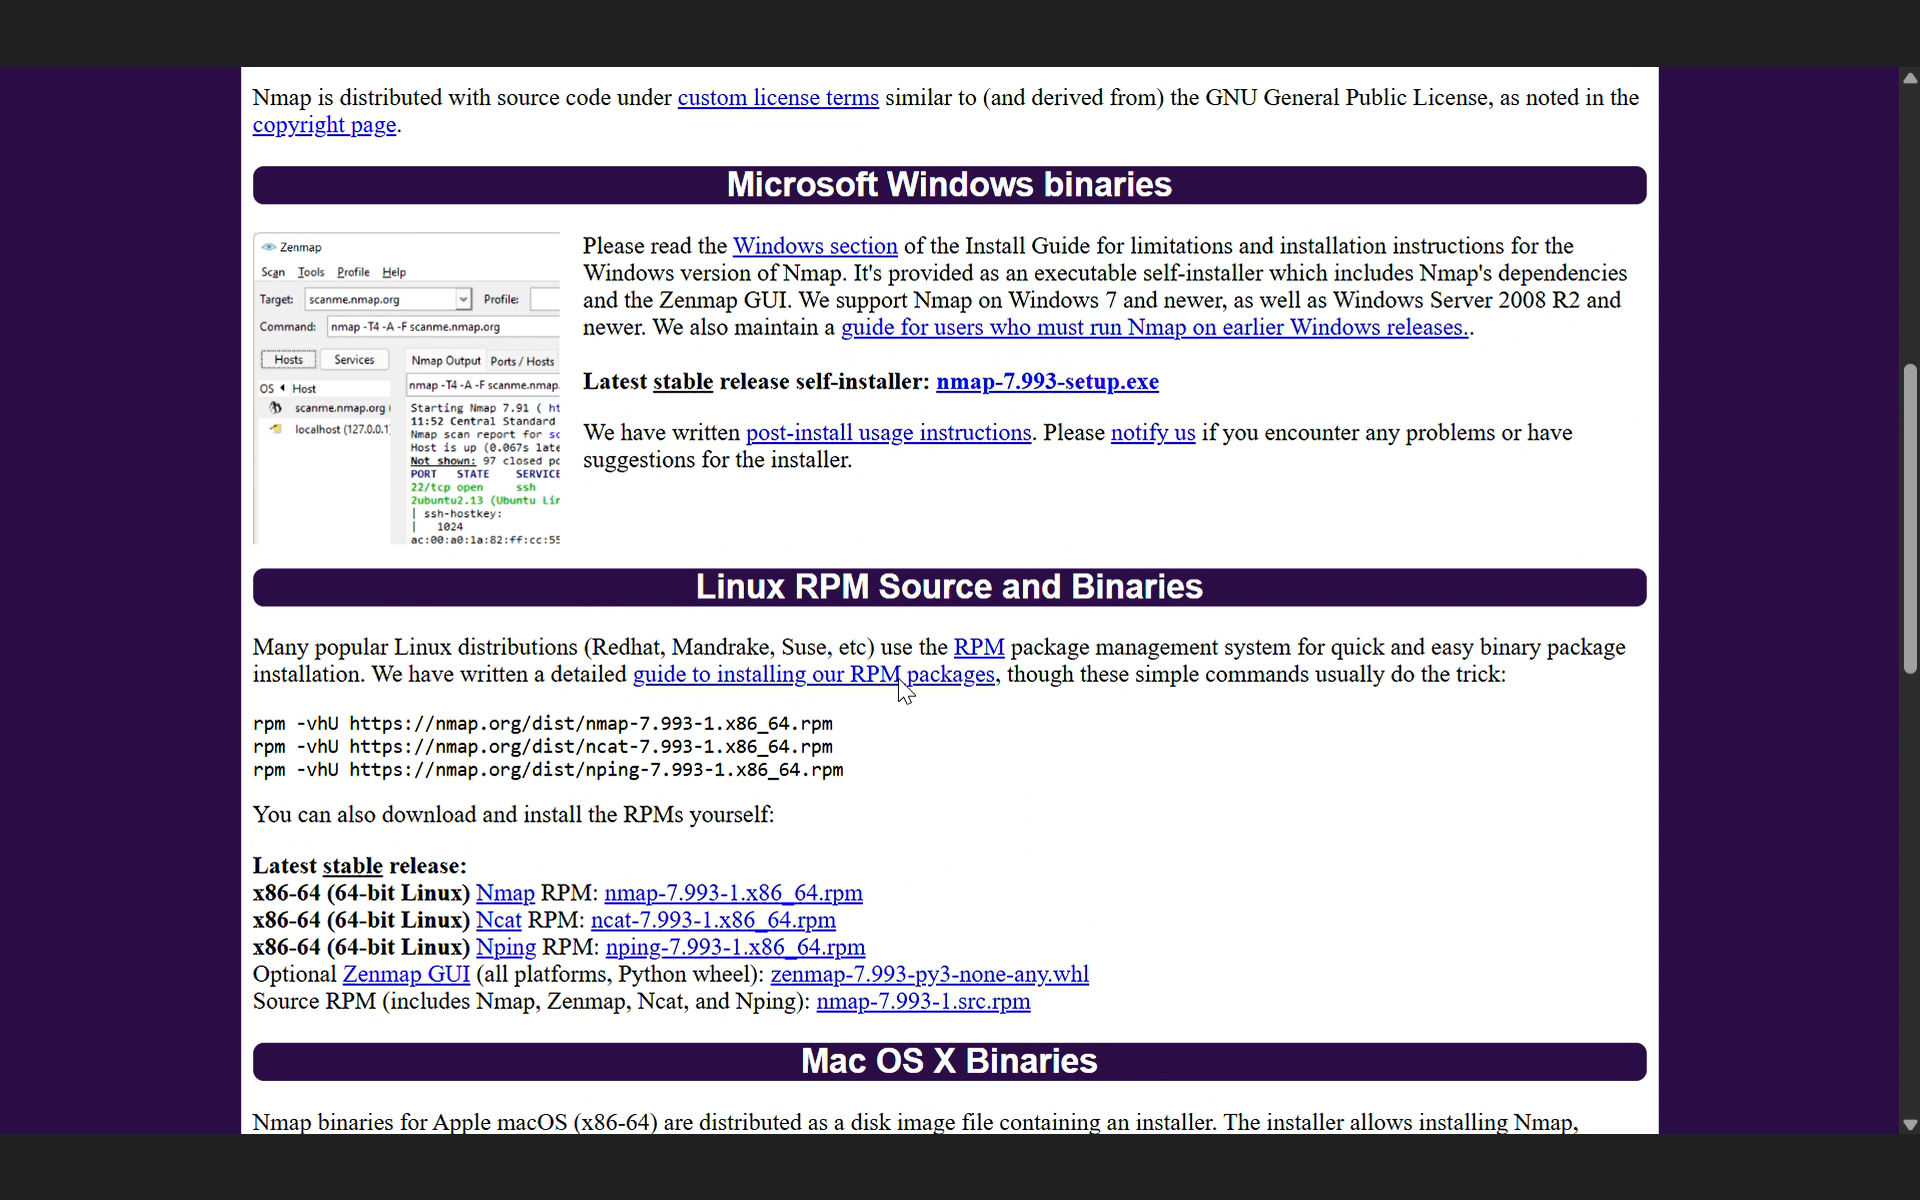 Nmap is distributed with source code under custom license terms similar to (and derived from) the GNU General Public License, as noted in the
copyright page.
Microsoft Windows binaries
Zenmap
Scan Tools Profile Help
Target: scanme.nmap.org Profile:
Command: nmap -T4 -A -F scanme.nmap.org
Hosts Services Nmap Output Ports / Hosts
OS Host
nmap -T4 -A -F scanme.nmap.
scanme.nmap.org
localhost (127.0.0.1
Starting Nmap 7.91 ( ht
11:52 Central Standard
Nmap scan report for sc
Host is up (0.067s late
Not shown: 97 closed po
PORT STATE SERVICE
22/tcp open ssh
2ubuntu2.13 (Ubuntu Lin
| ssh-hostkey:
| 1024
ac:00:a0:1a:82:ff:cc:55
Please read the Windows section of the Install Guide for limitations and installation instructions for the
Windows version of Nmap. It's provided as an executable self-installer which includes Nmap's dependencies
and the Zenmap GUI. We support Nmap on Windows 7 and newer, as well as Windows Server 2008 R2 and
newer. We also maintain a guide for users who must run Nmap on earlier Windows releases..
Latest stable release self-installer: nmap-7.993-setup.exe
We have written post-install usage instructions. Please notify us if you encounter any problems or have
suggestions for the installer.
Linux RPM Source and Binaries
Many popular Linux distributions (Redhat, Mandrake, Suse, etc) use the RPM package management system for quick and easy binary package
installation. We have written a detailed guide to installing our RPM packages, though these simple commands usually do the trick:
rpm -vhU https://nmap.org/dist/nmap-7.993-1.x86_64.rpm
rpm -vhU https://nmap.org/dist/ncat-7.993-1.x86_64.rpm
rpm -vhU https://nmap.org/dist/nping-7.993-1.x86_64.rpm
You can also download and install the RPMs yourself:
Latest stable release:
x86-64 (64-bit Linux) Nmap RPM: nmap-7.993-1.x86_64.rpm
x86-64 (64-bit Linux) Ncat RPM: ncat-7.993-1.x86_64.rpm
x86-64 (64-bit Linux) Nping RPM: nping-7.993-1.x86_64.rpm
Optional Zenmap GUI (all platforms, Python wheel): zenmap-7.993-py3-none-any.whl
Source RPM (includes Nmap, Zenmap, Ncat, and Nping): nmap-7.993-1.src.rpm
Mac OS X Binaries
Nmap binaries for Apple macOS (x86-64) are distributed as a disk image file containing an installer. The installer allows installing Nmap,